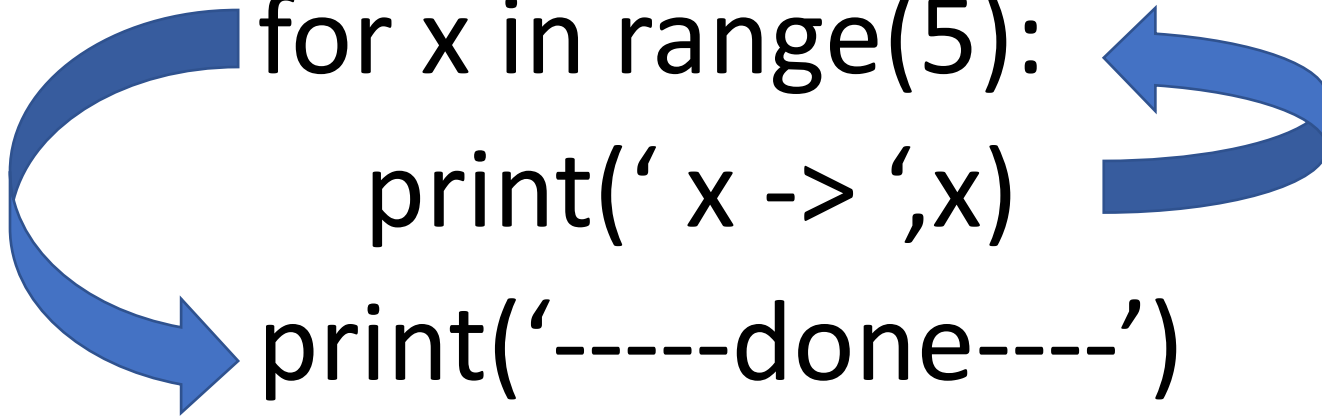 for x in range(5):
print(‘ x -> ‘,x)
print(‘-----done----’)